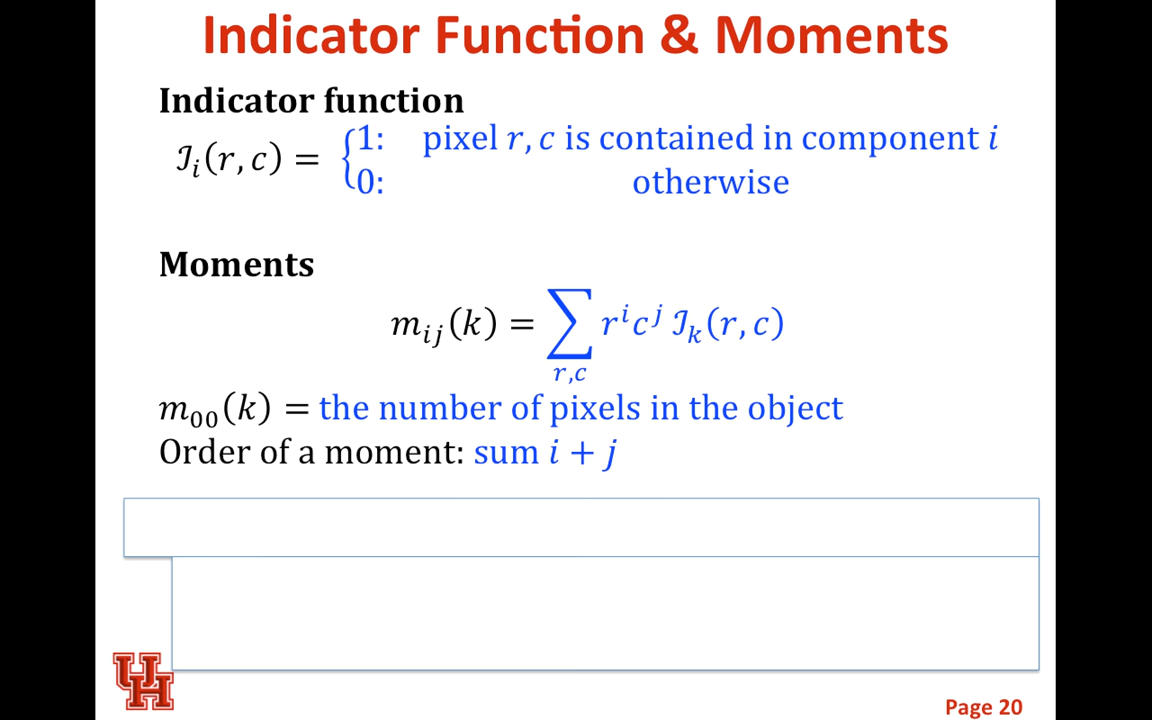 Indicator Function & Moments
Indicator function
ℐᵢ(r, c) = { 1: pixel r, c is contained in component i
0: otherwise
Moments
mᵢⱼ(k) = ∑ rⁱcʲ ℐₖ(r, c)
r,c
m₀₀(k) = the number of pixels in the object
Order of a moment: sum i + j
UH
Page 20